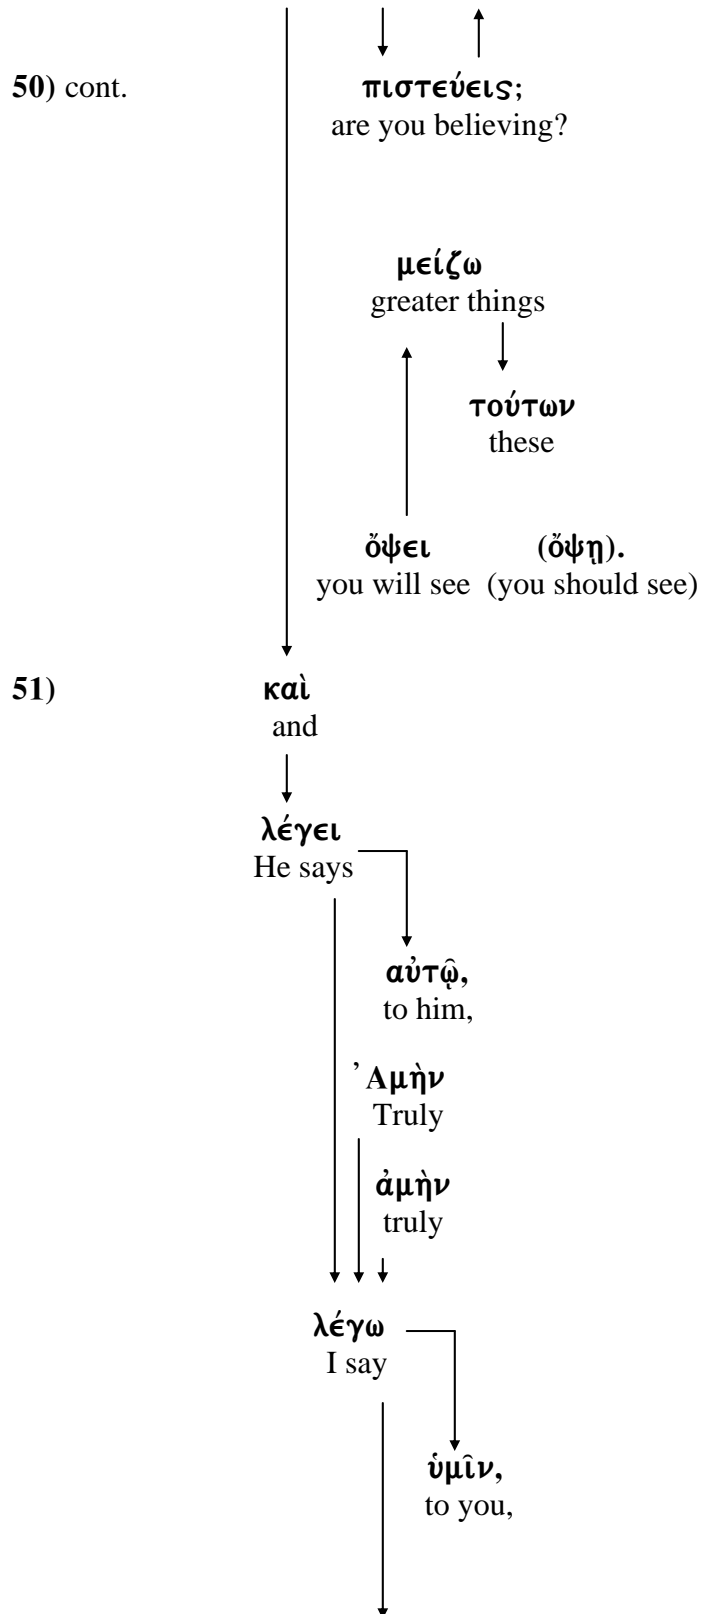 50) cont. πιστεύεις;
are you believing?
μείζω
greater things
τούτων
these
ὄψει (ὄψῃ).
you will see (you should see)
51) καὶ
and
λέγει
He says
αὐτῷ,
to him,
Ἀμὴν
Truly
ἀμὴν
truly
λέγω
I say
ὑμῖν,
to you,